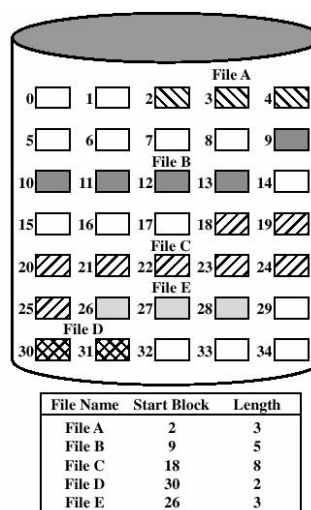 File A
0 1 2 3 4
5 6 7 8 9
File B
10 11 12 13 14
15 16 17 18 19
File C
20 21 22 23 24
File E
25 26 27 28 29
File D
30 31 32 33 34
File Name Start Block Length
File A 2 3
File B 9 5
File C 18 8
File D 30 2
File E 26 3